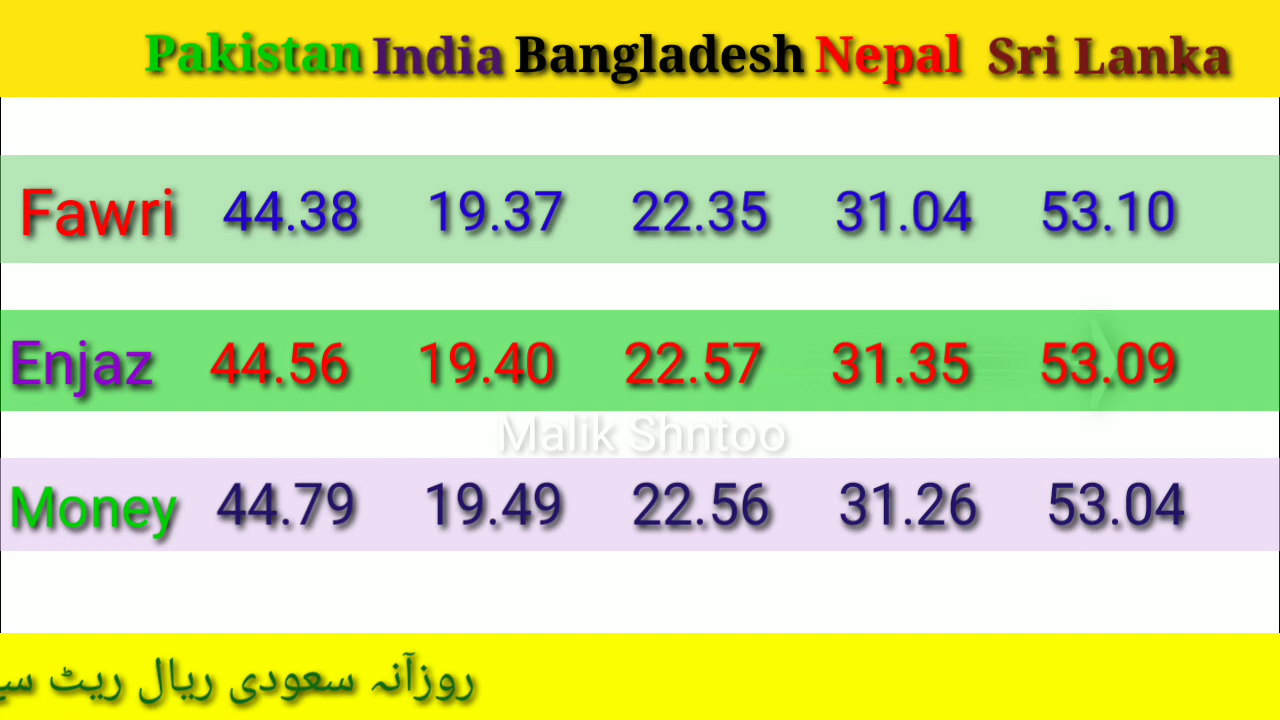 Pakistan India Bangladesh Nepal Sri Lanka
Fawri 44.38 19.37 22.35 31.04 53.10
Enjaz 44.56 19.40 22.57 31.35 53.09
Malik Shntoo
Money 44.79 19.49 22.56 31.26 53.04
روزآنہ سعودی ریال ریٹ